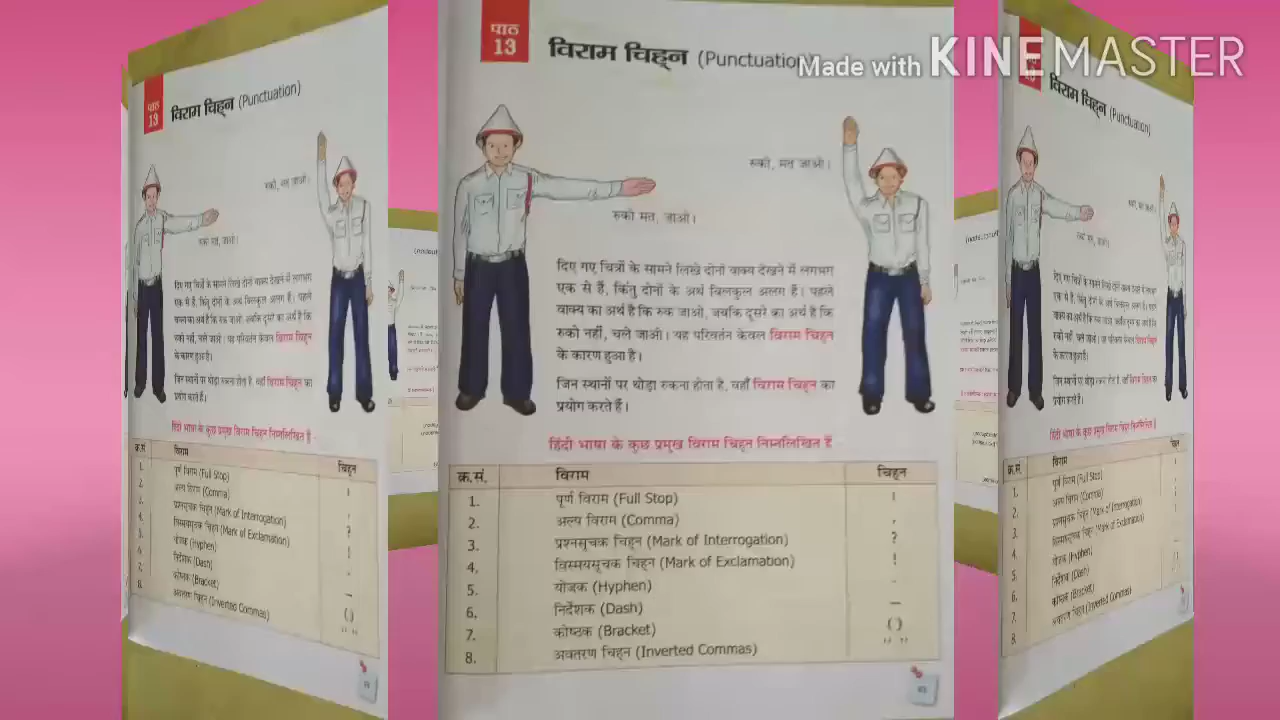 पाठ
13
विराम चिह्न (Punctuation)
Made with KINEMASTER
रुको, मत जाओ।
रुको मत, जाओ।
दिए गए चित्रों के सामने लिखे दोनों वाक्य देखने में लगभग
एक से हैं, किंतु दोनों के अर्थ बिलकुल अलग हैं। पहले
वाक्य का अर्थ है कि रुक जाओ, जबकि दूसरे का अर्थ है कि
रुको नहीं, चले जाओ। यह परिवर्तन केवल विराम चिह्न
के कारण हुआ है।
जिन स्थानों पर थोड़ा रुकना होता है, वहाँ विराम चिह्न का
प्रयोग करते हैं।
हिंदी भाषा के कुछ प्रमुख विराम चिह्न निम्नलिखित हैं
क्र.सं. विराम चिह्न
1. पूर्ण विराम (Full Stop) ।
2. अल्प विराम (Comma) ,
3. प्रश्नसूचक चिह्न (Mark of Interrogation) ?
4. विस्मयसूचक चिह्न (Mark of Exclamation) !
5. योजक (Hyphen) -
6. निर्देशक (Dash) —
7. कोष्ठक (Bracket) ( )
8. अवतरण चिह्न (Inverted Commas) " "